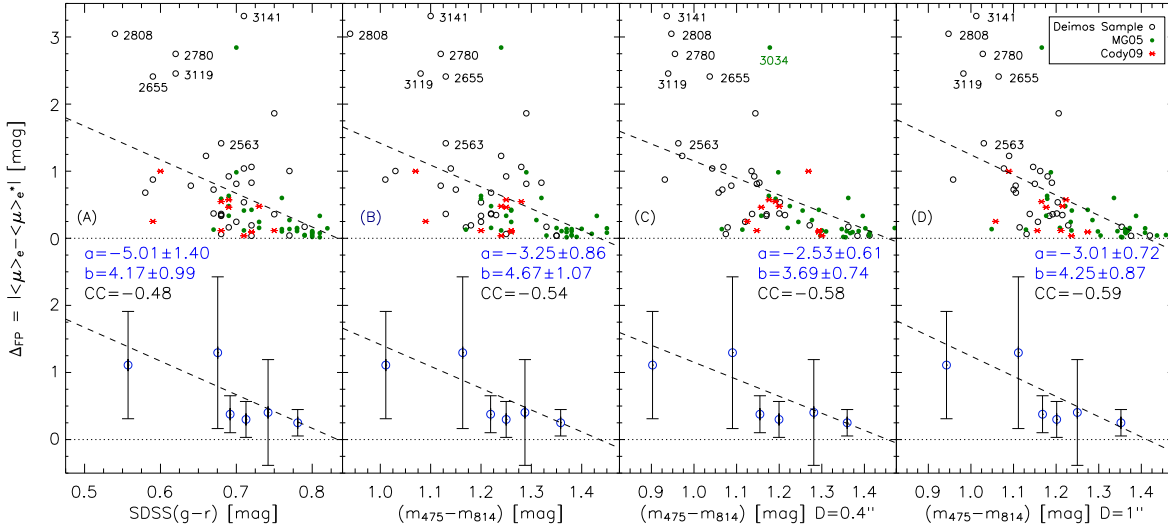 Δ_FP = |<μ>_e−<μ>_e*| [mag]
3
2
1
0
2
1
0
3141
2808
2780
3119
2655
2563
(A)
a=−5.01±1.40
b=4.17±0.99
CC=−0.48
0.5 0.6 0.7 0.8
SDSS(g−r) [mag]
3141
2808
2780
3119
2655
2563
(B)
a=−3.25±0.86
b=4.67±1.07
CC=−0.54
1.0 1.1 1.2 1.3 1.4
(m475−m814) [mag]
3141
2808
2780
3034
3119
2655
2563
(C)
a=−2.53±0.61
b=3.69±0.74
CC=−0.58
0.9 1.0 1.1 1.2 1.3 1.4
(m475−m814) [mag] D=0.4"
Deimos Sample
MG05
Cody09
3141
2808
2780
3119
2655
2563
(D)
a=−3.01±0.72
b=4.25±0.87
CC=−0.59
0.9 1.0 1.1 1.2 1.3 1.4
(m475−m814) [mag] D=1"